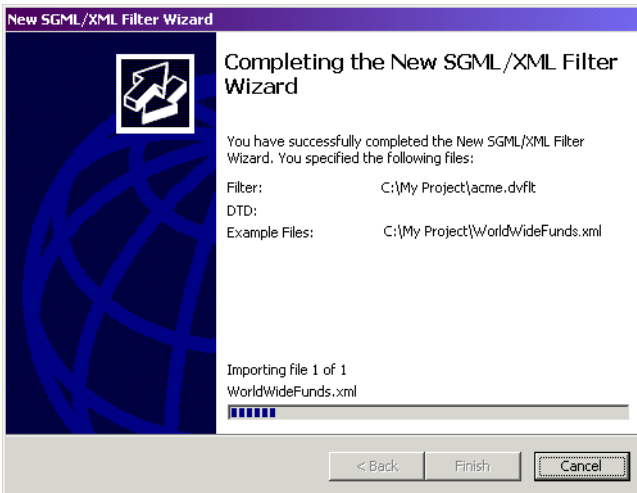 New SGML/XML Filter Wizard
Completing the New SGML/XML Filter
Wizard
You have successfully completed the New SGML/XML Filter
Wizard. You specified the following files:
Filter: C:\My Project\acme.dvflt
DTD:
Example Files: C:\My Project\WorldWideFunds.xml
Importing file 1 of 1
WorldWideFunds.xml
< Back Finish Cancel